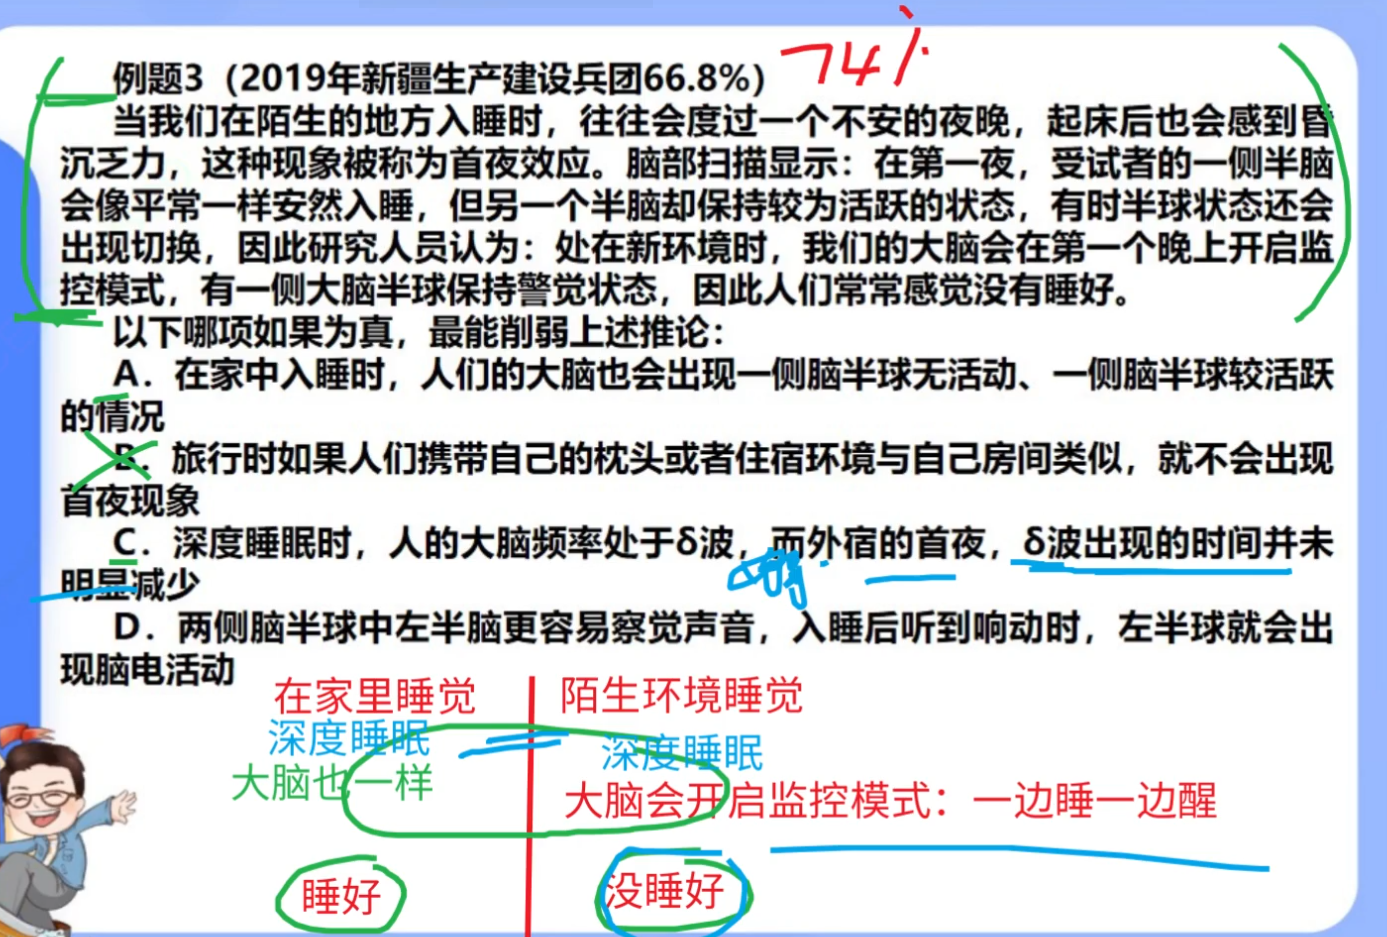 74%
例题3（2019年新疆生产建设兵团66.8%）
当我们在陌生的地方入睡时，往往会度过一个不安的夜晚，起床后也会感到昏
沉乏力，这种现象被称为首夜效应。脑部扫描显示：在第一夜，受试者的一侧半脑
会像平常一样安然入睡，但另一个半脑却保持较为活跃的状态，有时半球状态还会
出现切换，因此研究人员认为：处在新环境时，我们的大脑会在第一个晚上开启监
控模式，有一侧大脑半球保持警觉状态，因此人们常常感觉没有睡好。
以下哪项如果为真，最能削弱上述推论：
A．在家中入睡时，人们的大脑也会出现一侧脑半球无活动、一侧脑半球较活跃
的情况
B．旅行时如果人们携带自己的枕头或者住宿环境与自己房间类似，就不会出现
首夜现象
C．深度睡眠时，人的大脑频率处于δ波，而外宿的首夜，δ波出现的时间并未
明显减少
D．两侧脑半球中左半脑更容易察觉声音，入睡后听到响动时，左半球就会出
现脑电活动
在家里睡觉 陌生环境睡觉
深度睡眠 深度睡眠
大脑也一样 大脑会开启监控模式：一边睡一边醒
睡好 没睡好